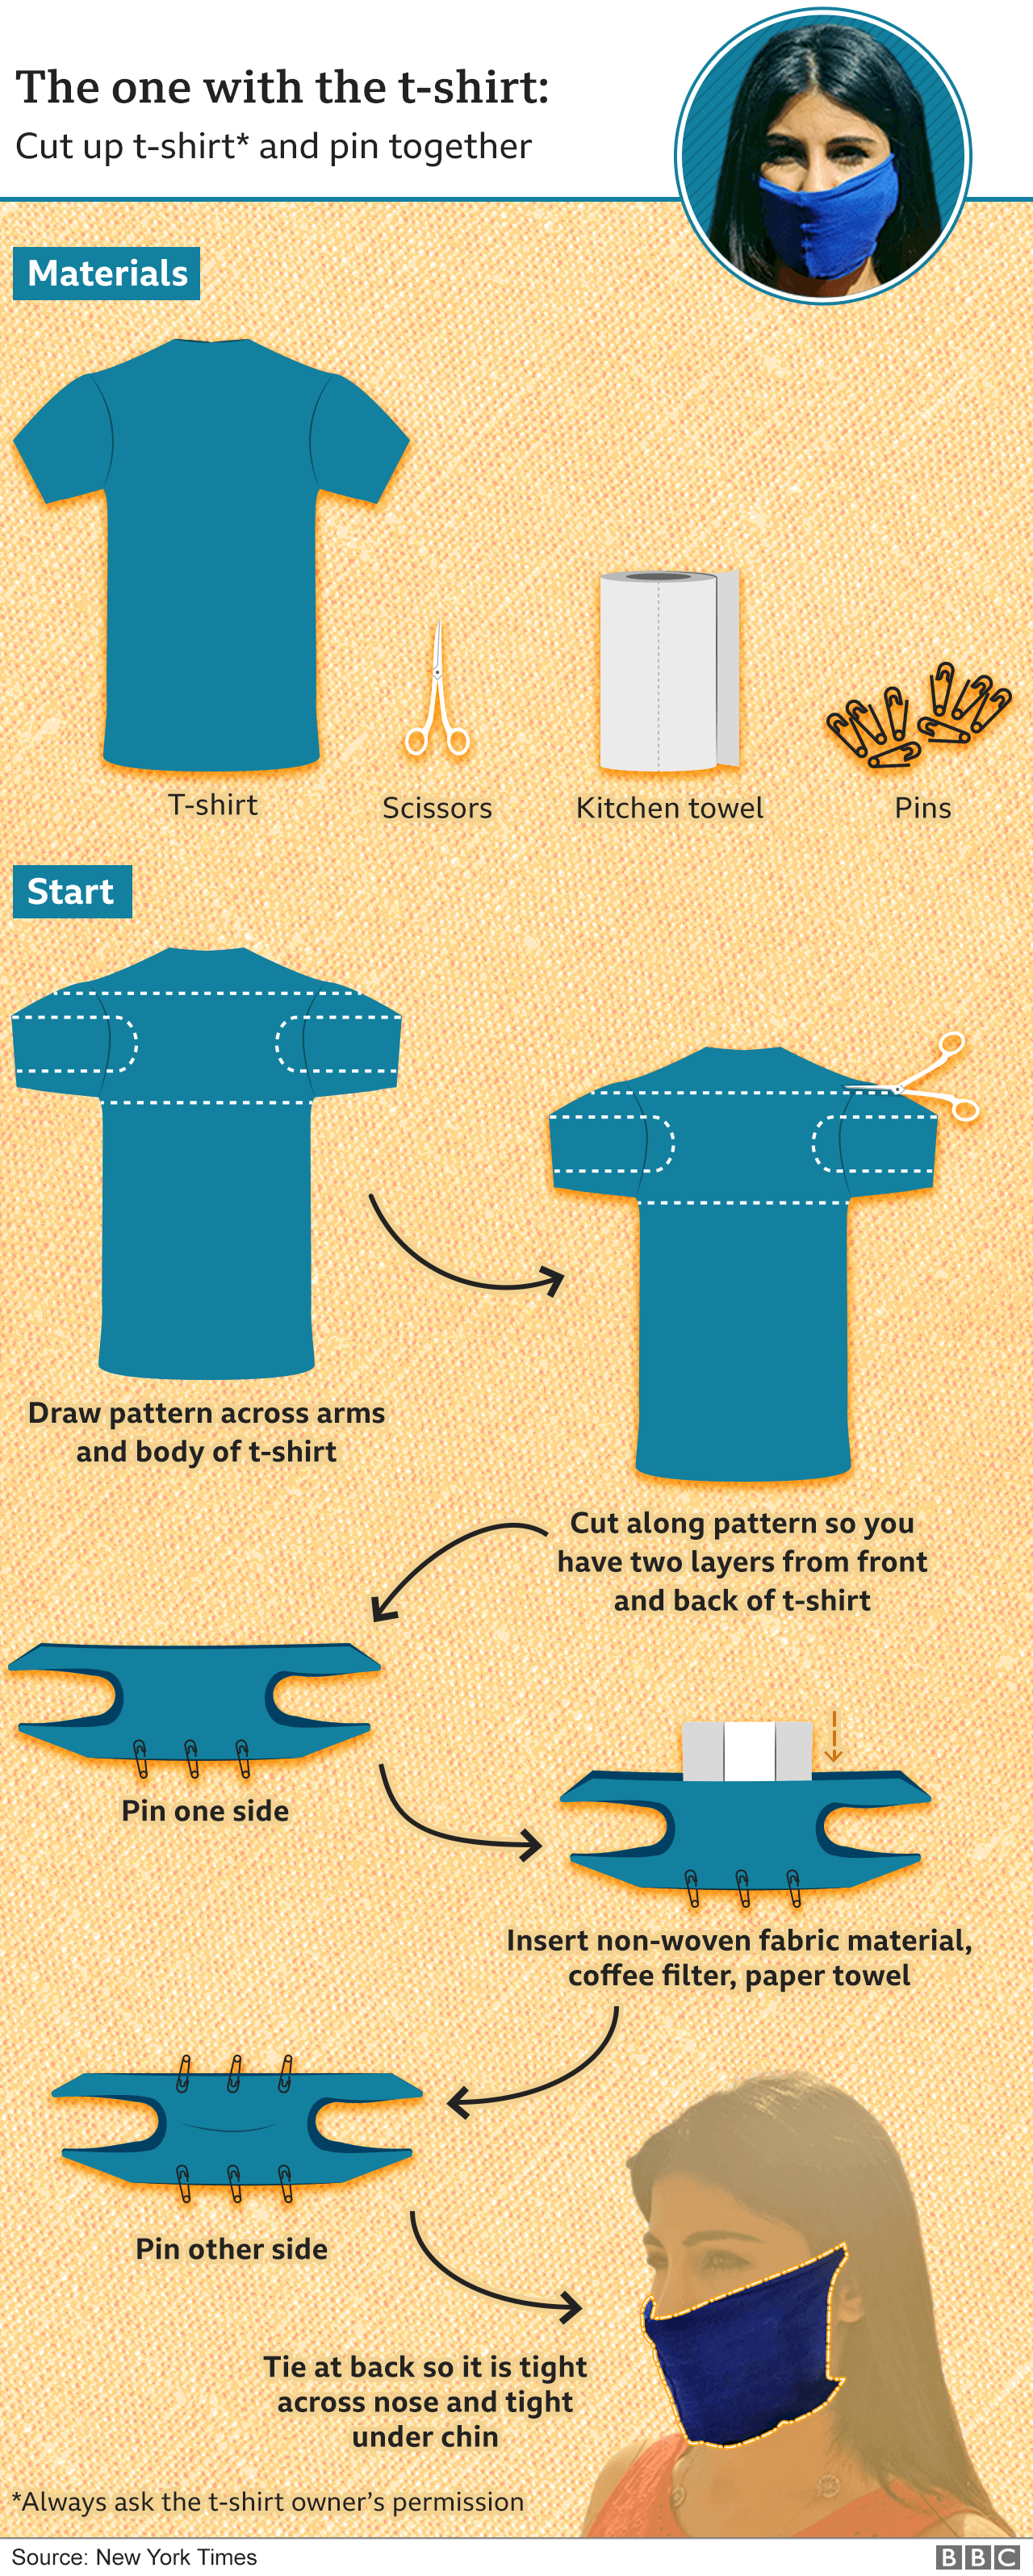 The one with the t-shirt:
Cut up t-shirt* and pin together
Materials
T-shirt
Scissors
Kitchen towel
Pins
Start
Draw pattern across arms
and body of t-shirt
Cut along pattern so you
have two layers from front
and back of t-shirt
Pin one side
Insert non-woven fabric material,
coffee filter, paper towel
Pin other side
Tie at back so it is tight
across nose and tight
under chin
*Always ask the t-shirt owner's permission
Source: New York Times
BBC